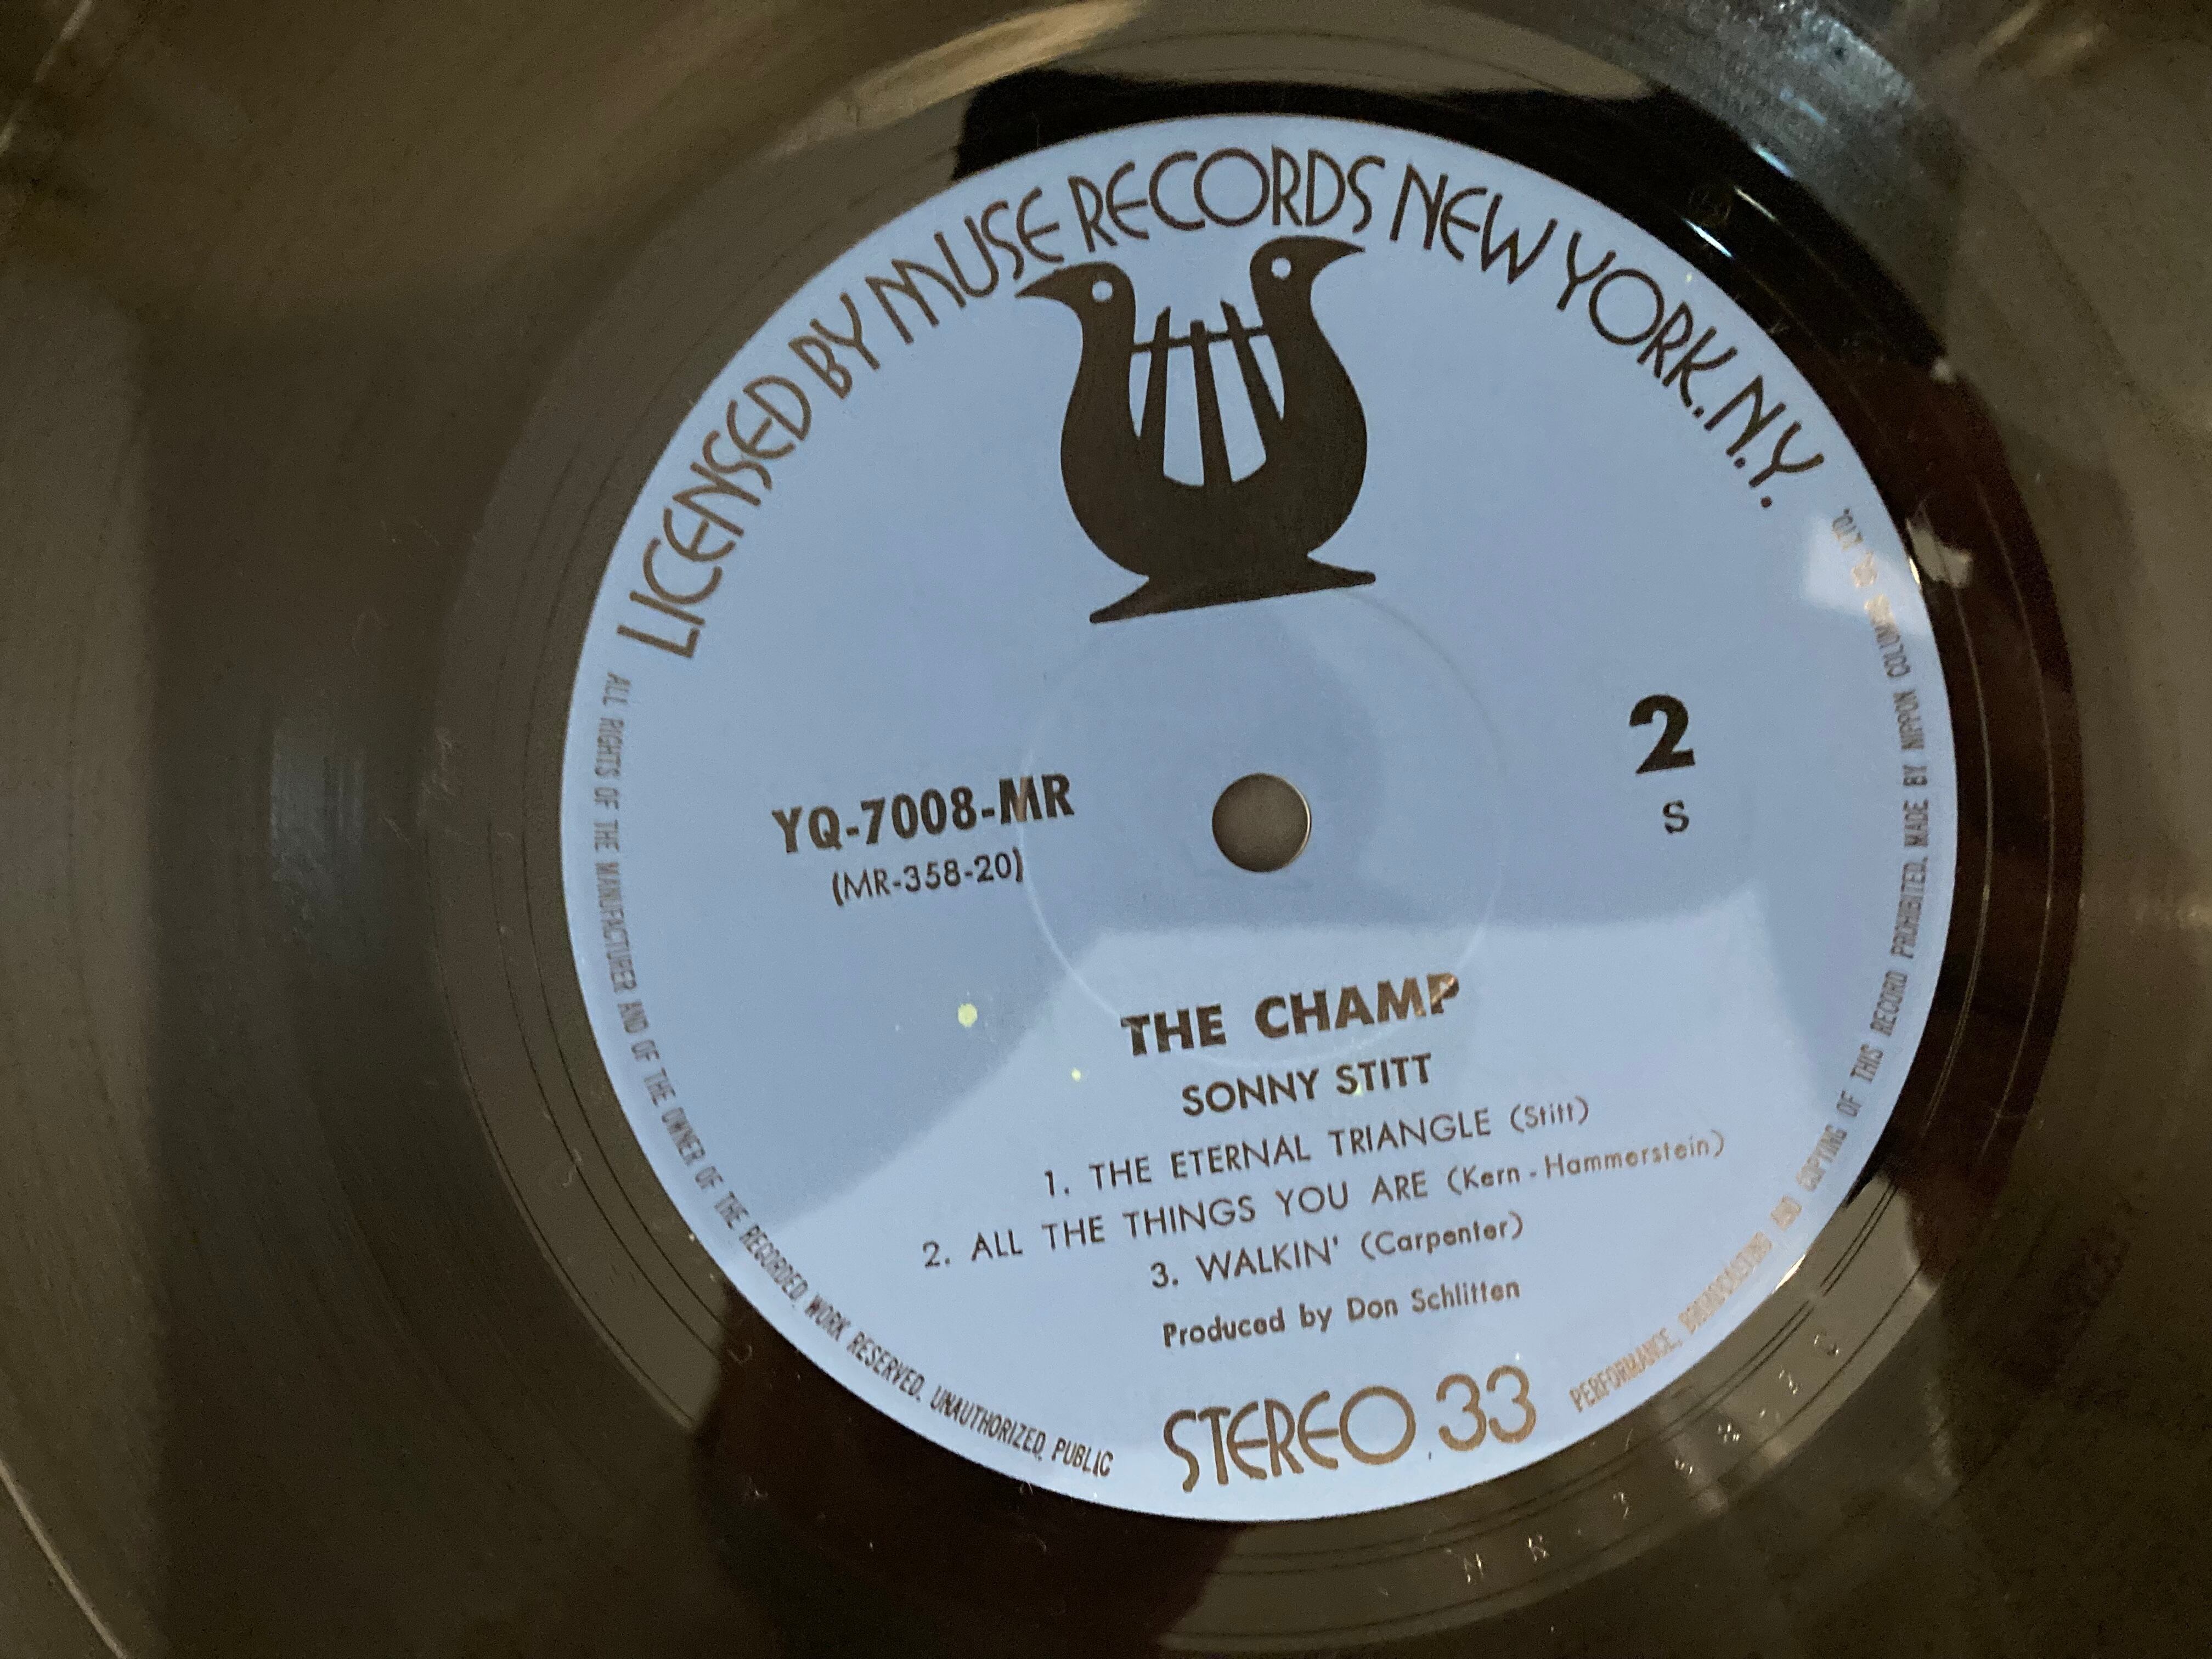 LICENSED BY MUSE RECORDS NEW YORK. N.Y.
YQ-7008-MR
(MR-358-20)
2
S
THE CHAMP
SONNY STITT
1. THE ETERNAL TRIANGLE (Stitt)
2. ALL THE THINGS YOU ARE (Kern-Hammerstein)
3. WALKIN' (Carpenter)
Produced by Don Schlitten
STEREO 33
ALL RIGHTS OF THE MANUFACTURER AND OF THE OWNER OF THE RECORDED WORK RESERVED. UNAUTHORIZED, PUBLIC
PERFORMANCE, BROADCASTING AND COPYING OF THIS RECORD PROHIBITED. MADE BY NIPPON COLUMBIA CO., LTD.